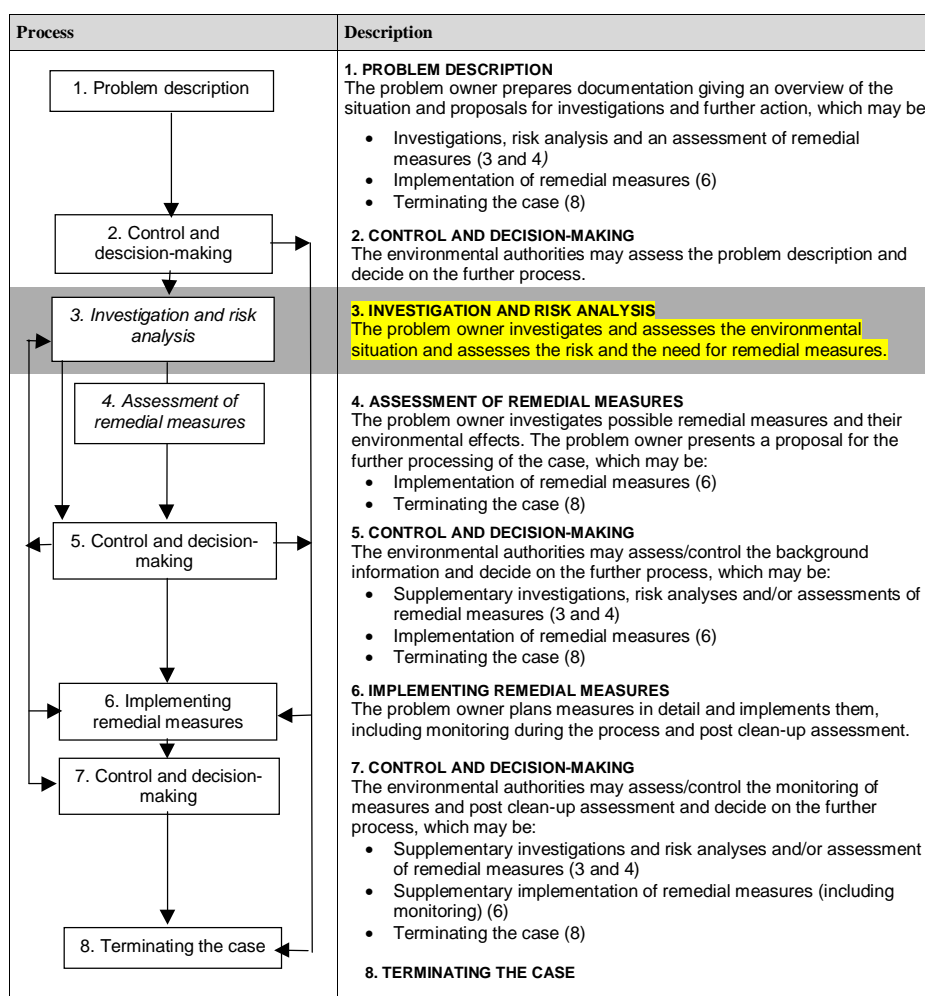 Process
Description
1. Problem description
2. Control and
descision-making
3. Investigation and risk
analysis
4. Assessment of
remedial measures
5. Control and decision-
making
6. Implementing
remedial measures
7. Control and decision-
making
8. Terminating the case
1. PROBLEM DESCRIPTION
The problem owner prepares documentation giving an overview of the
situation and proposals for investigations and further action, which may be
• Investigations, risk analysis and an assessment of remedial
measures (3 and 4)
• Implementation of remedial measures (6)
• Terminating the case (8)
2. CONTROL AND DECISION-MAKING
The environmental authorities may assess the problem description and
decide on the further process.
3. INVESTIGATION AND RISK ANALYSIS
The problem owner investigates and assesses the environmental
situation and assesses the risk and the need for remedial measures.
4. ASSESSMENT OF REMEDIAL MEASURES
The problem owner investigates possible remedial measures and their
environmental effects. The problem owner presents a proposal for the
further processing of the case, which may be:
• Implementation of remedial measures (6)
• Terminating the case (8)
5. CONTROL AND DECISION-MAKING
The environmental authorities may assess/control the background
information and decide on the further process, which may be:
• Supplementary investigations, risk analyses and/or assessments of
remedial measures (3 and 4)
• Implementation of remedial measures (6)
• Terminating the case (8)
6. IMPLEMENTING REMEDIAL MEASURES
The problem owner plans measures in detail and implements them,
including monitoring during the process and post clean-up assessment.
7. CONTROL AND DECISION-MAKING
The environmental authorities may assess/control the monitoring of
measures and post clean-up assessment and decide on the further
process, which may be:
• Supplementary investigations and risk analyses and/or assessment
of remedial measures (3 and 4)
• Supplementary implementation of remedial measures (including
monitoring) (6)
• Terminating the case (8)
8. TERMINATING THE CASE